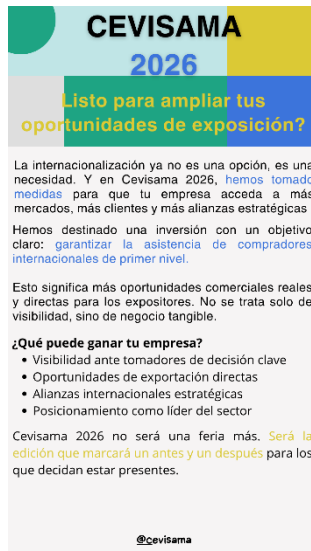 CEVISAMA
2026
Listo para ampliar tus
oportunidades de exposición?
La internacionalización ya no es una opción, es una
necesidad. Y en Cevisama 2026, hemos tomado
medidas para que tu empresa acceda a más
mercados, más clientes y más alianzas estratégicas
Hemos destinado una inversión con un objetivo
claro: garantizar la asistencia de compradores
internacionales de primer nivel.
Esto significa más oportunidades comerciales reales
y directas para los expositores. No se trata solo de
visibilidad, sino de negocio tangible.
¿Qué puede ganar tu empresa?
• Visibilidad ante tomadores de decisión clave
• Oportunidades de exportación directas
• Alianzas internacionales estratégicas
• Posicionamiento como líder del sector
Cevisama 2026 no será una feria más. Será la
edición que marcará un antes y un después para los
que decidan estar presentes.
@cevisama